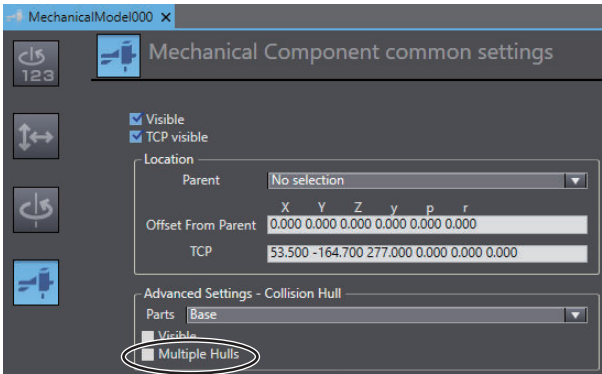 MechanicalModel000 ×
123
Mechanical Component common settings
Visible
TCP visible
Location
Parent No selection
X Y Z y p r
Offset From Parent 0.000 0.000 0.000 0.000 0.000 0.000
TCP 53.500 -164.700 277.000 0.000 0.000 0.000
Advanced Settings - Collision Hull
Parts Base
Visible
Multiple Hulls